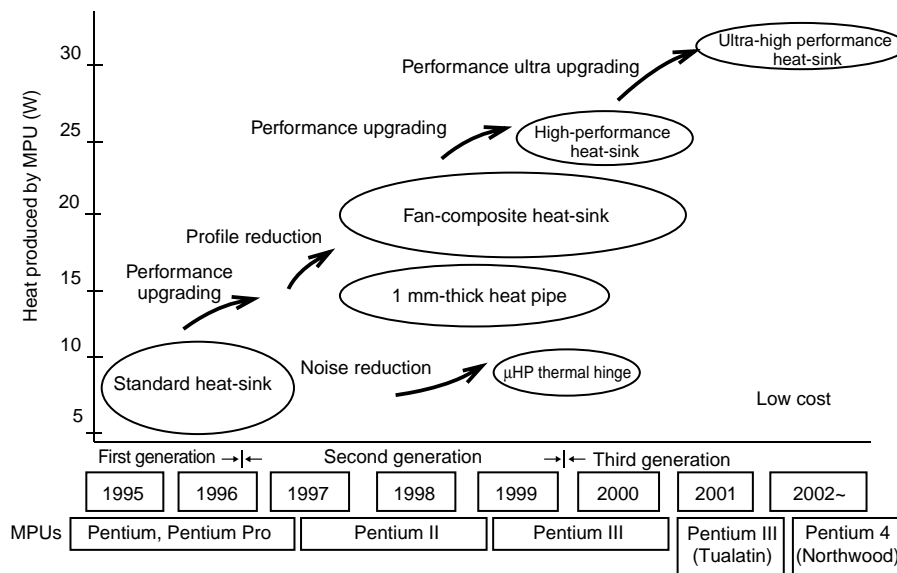 Heat produced by MPU (W)
30
25
20
15
10
5
Ultra-high performance
heat-sink
Performance ultra upgrading
Performance upgrading
High-performance
heat-sink
Fan-composite heat-sink
Profile reduction
Performance
upgrading
1 mm-thick heat pipe
Noise reduction
μHP thermal hinge
Standard heat-sink
Low cost
First generation
Second generation
Third generation
1995 1996 1997 1998 1999 2000 2001 2002~
MPUs
Pentium, Pentium Pro
Pentium II
Pentium III
Pentium III
(Tualatin)
Pentium 4
(Northwood)